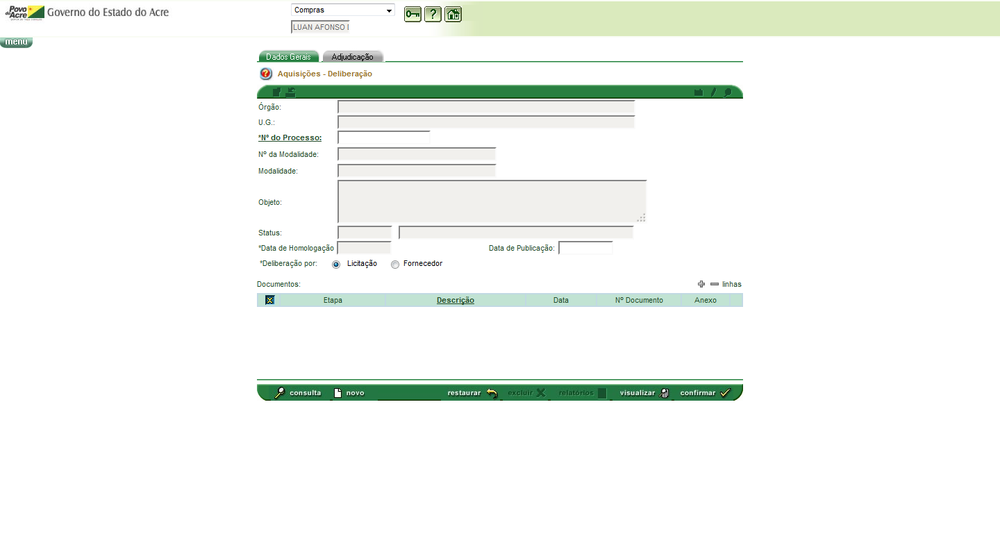 Povo
do Acre
Governo do Estado do Acre
Compras
LUAN AFONSO
menu
Dados Gerais
Adjudicação
Aquisições - Deliberação
Órgão:
U.G.:
*Nº do Processo:
Nº da Modalidade:
Modalidade:
Objeto:
Status:
*Data de Homologação
Data de Publicação:
*Deliberação por: Licitação Fornecedor
Documentos:
linhas
Etapa Descrição Data Nº Documento Anexo
consulta novo restaurar excluir relatórios visualizar confirmar